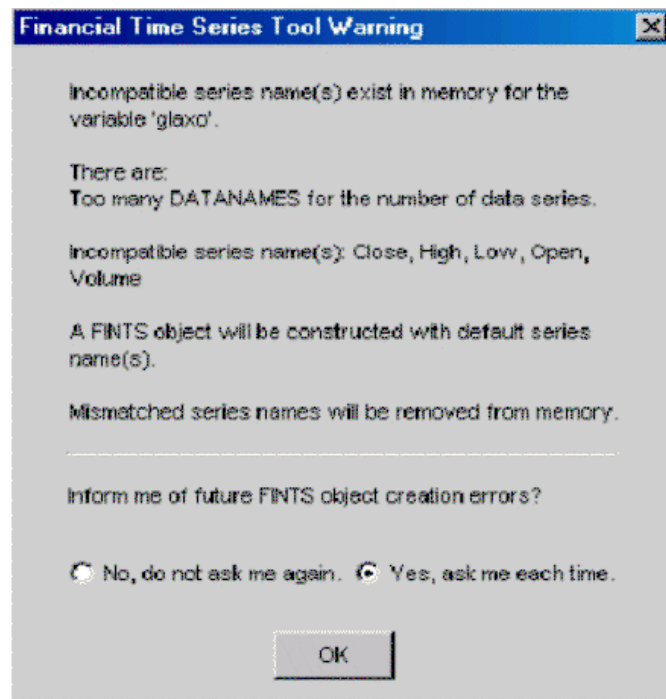 Financial Time Series Tool Warning
Incompatible series name(s) exist in memory for the
variable 'glaxo'.
There are:
Too many DATANAMES for the number of data series.
Incompatible series name(s): Close, High, Low, Open,
Volume
A FINTS object will be constructed with default series
name(s).
Mismatched series names will be removed from memory.
Inform me of future FINTS object creation errors?
No, do not ask me again. Yes, ask me each time.
OK